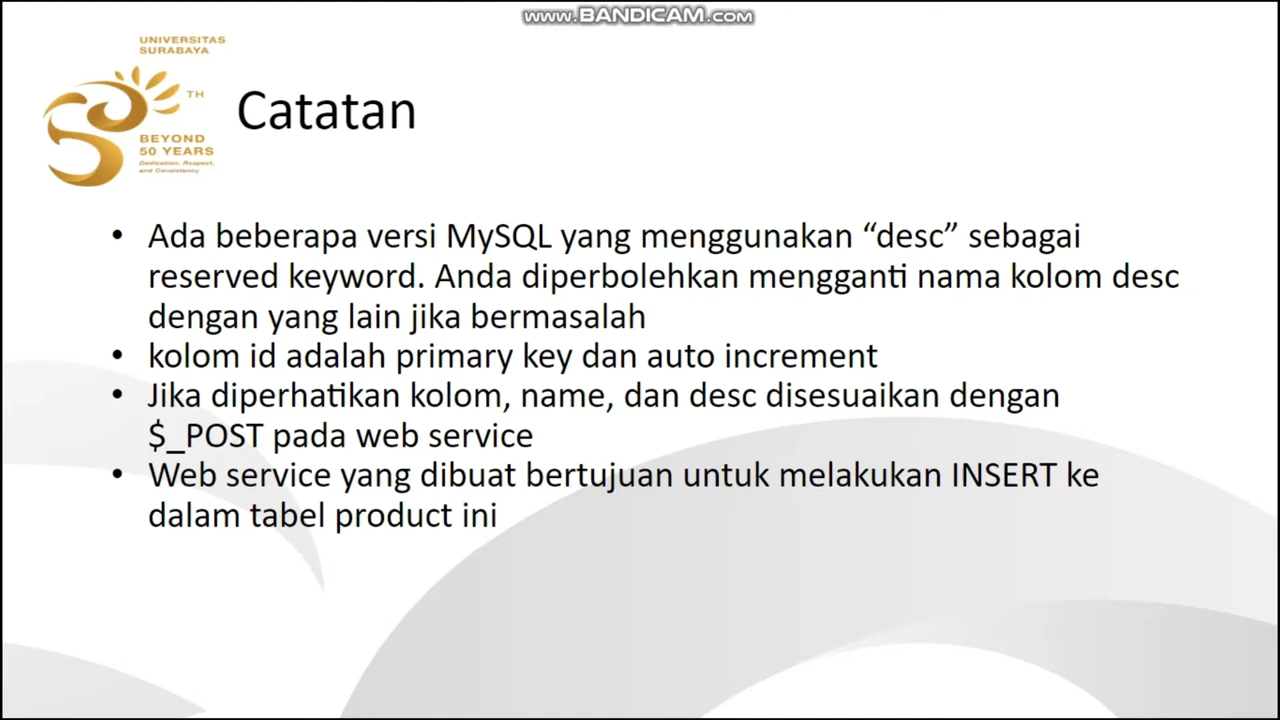 www.BANDICAM.com
UNIVERSITAS
SURABAYA
TH
BEYOND
50 YEARS
Dedication, Respect,
and Consistency
Catatan
• Ada beberapa versi MySQL yang menggunakan “desc” sebagai
reserved keyword. Anda diperbolehkan mengganti nama kolom desc
dengan yang lain jika bermasalah
• kolom id adalah primary key dan auto increment
• Jika diperhatikan kolom, name, dan desc disesuaikan dengan
$_POST pada web service
• Web service yang dibuat bertujuan untuk melakukan INSERT ke
dalam tabel product ini